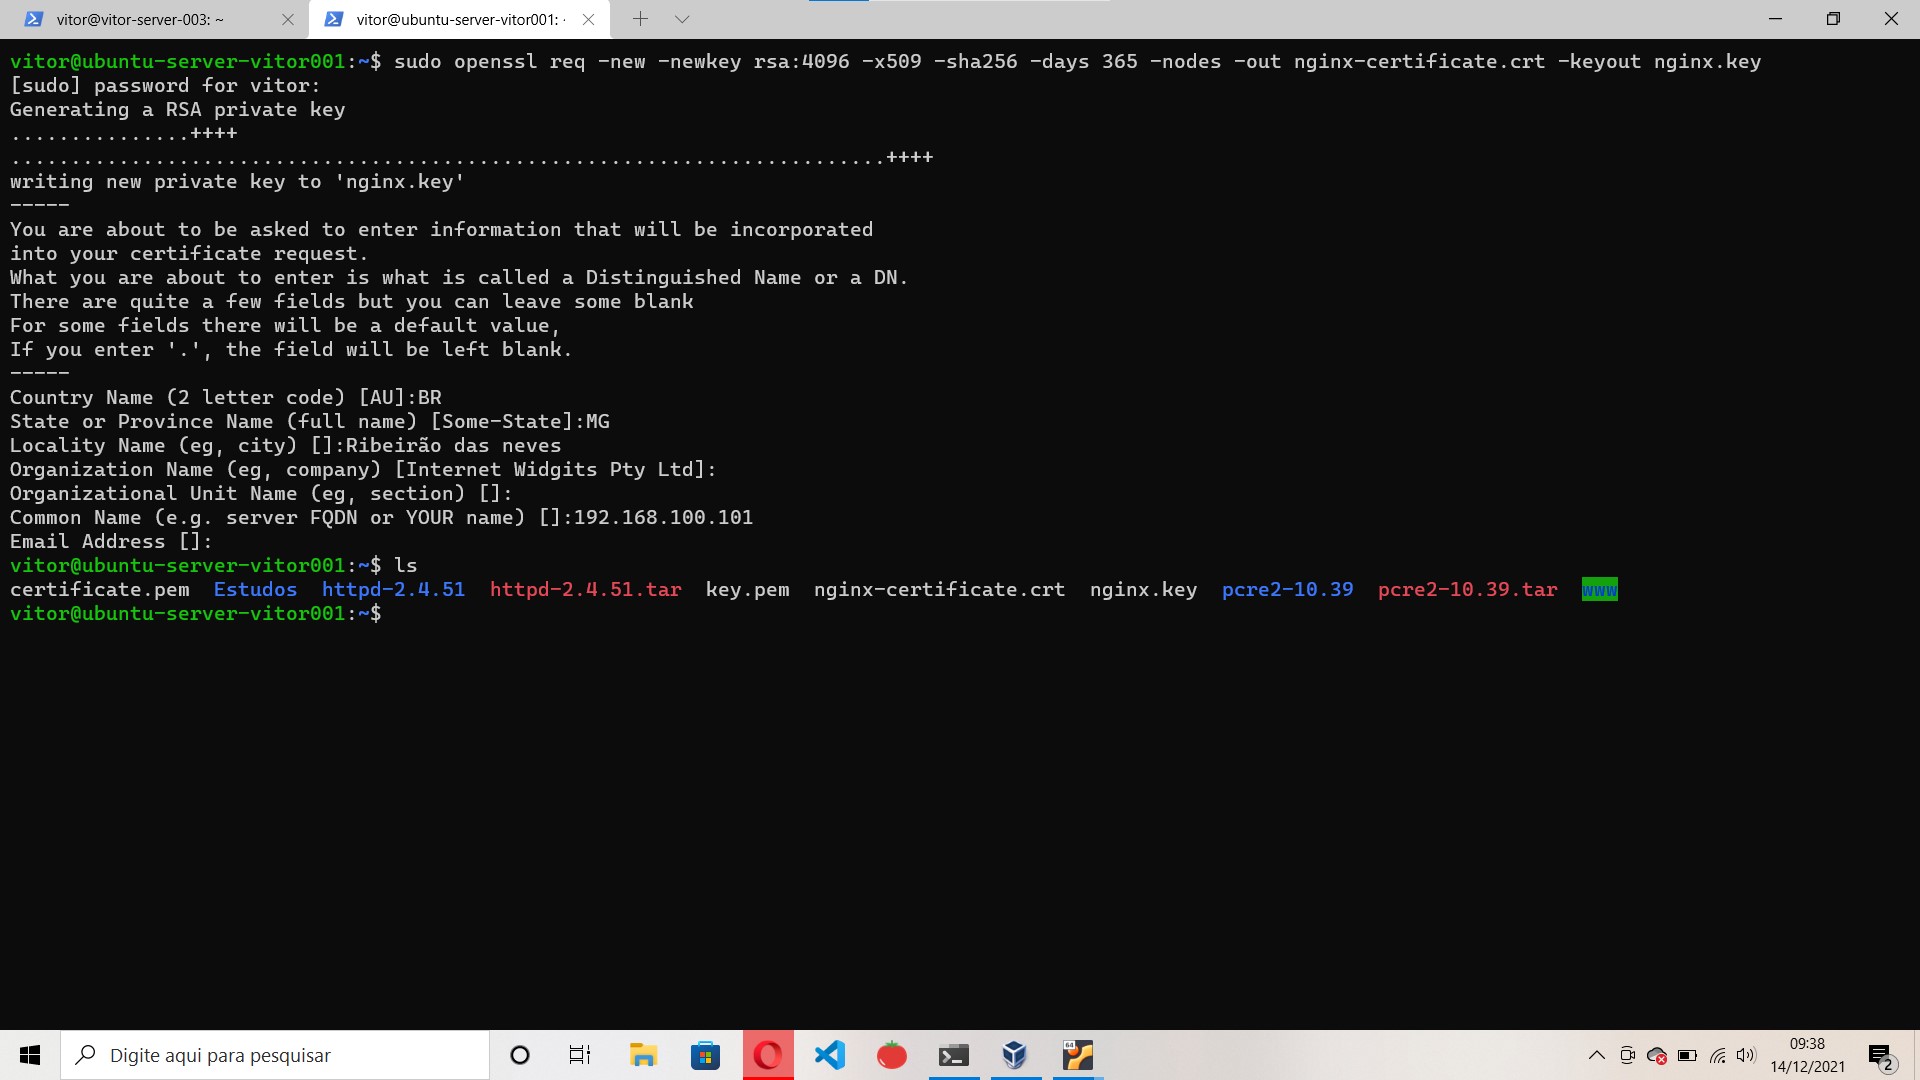 vitor@vitor-server-003: ~
vitor@ubuntu-server-vitor001: ·
vitor@ubuntu-server-vitor001:~$ sudo openssl req -new -newkey rsa:4096 -x509 -sha256 -days 365 -nodes -out nginx-certificate.crt -keyout nginx.key
[sudo] password for vitor:
Generating a RSA private key
...............++++
.........................................................................++++
writing new private key to 'nginx.key'
-----
You are about to be asked to enter information that will be incorporated
into your certificate request.
What you are about to enter is what is called a Distinguished Name or a DN.
There are quite a few fields but you can leave some blank
For some fields there will be a default value,
If you enter '.', the field will be left blank.
-----
Country Name (2 letter code) [AU]:BR
State or Province Name (full name) [Some-State]:MG
Locality Name (eg, city) []:Ribeirão das neves
Organization Name (eg, company) [Internet Widgits Pty Ltd]:
Organizational Unit Name (eg, section) []:
Common Name (e.g. server FQDN or YOUR name) []:192.168.100.101
Email Address []:
vitor@ubuntu-server-vitor001:~$ ls
certificate.pem  Estudos  httpd-2.4.51  httpd-2.4.51.tar  key.pem  nginx-certificate.crt  nginx.key  pcre2-10.39  pcre2-10.39.tar  www
vitor@ubuntu-server-vitor001:~$
Digite aqui para pesquisar
64
09:38
14/12/2021
2